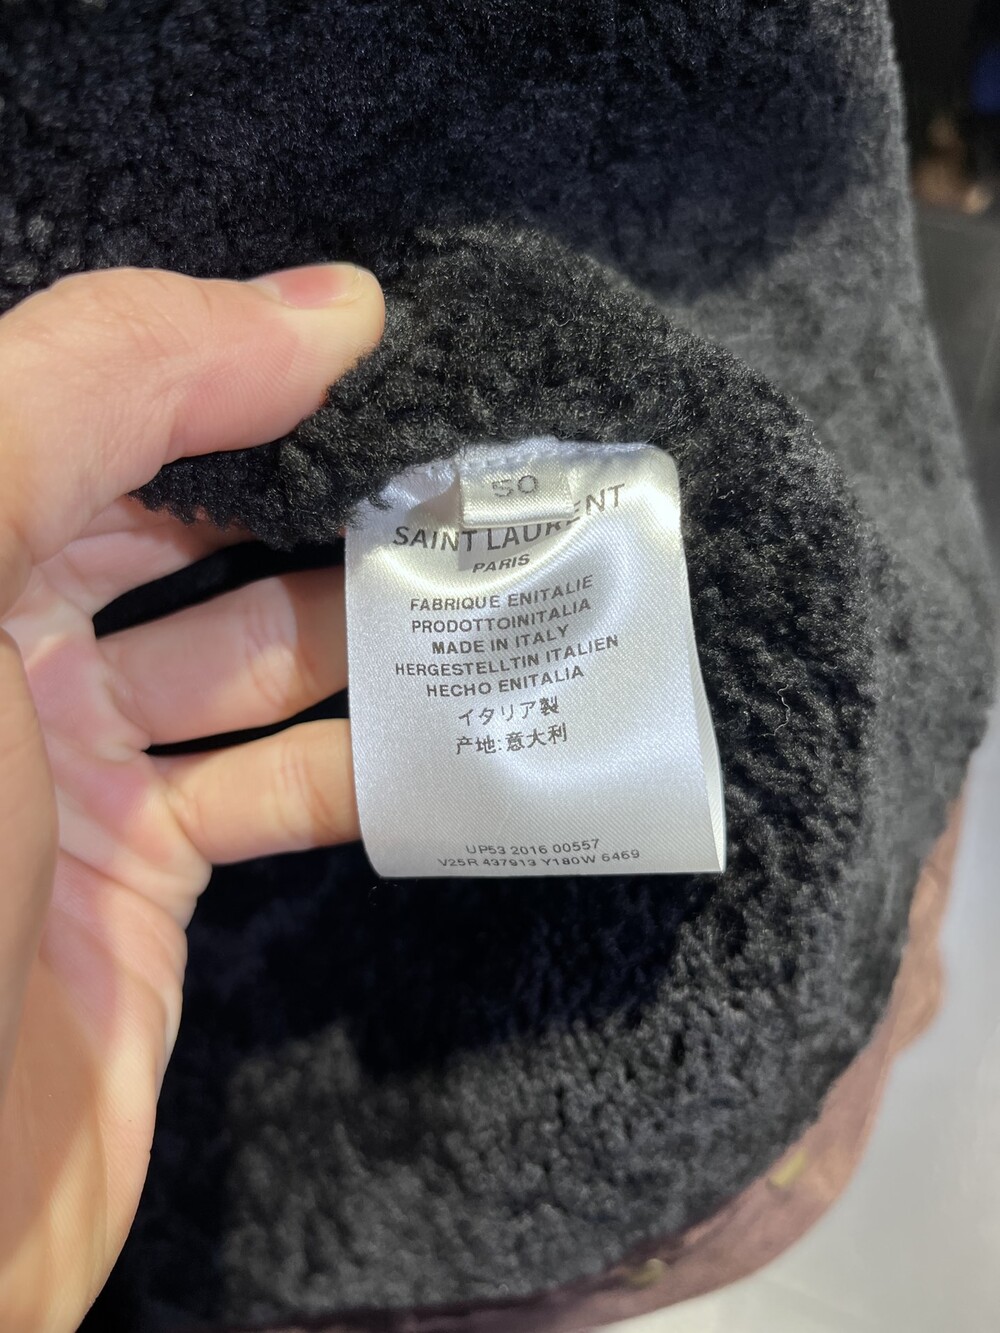 50
SAINT LAURENT
PARIS
FABRIQUE ENITALIE
PRODOTTOINITALIA
MADE IN ITALY
HERGESTELLTIN ITALIEN
HECHO ENITALIA
イタリア製
产地:意大利
UP53 2016 00557
V25R 437913 Y180W 6469